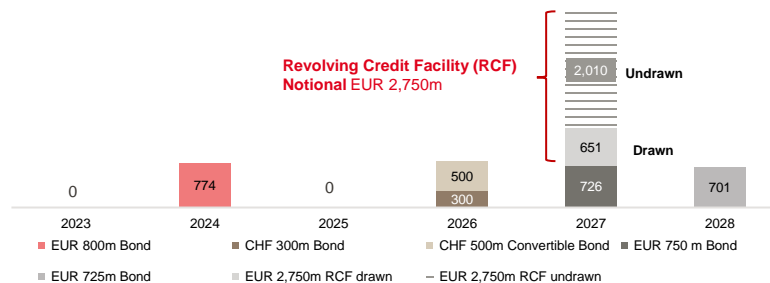 Revolving Credit Facility (RCF)
Notional EUR 2,750m
2,010 Undrawn
651 Drawn
0 774 0 500 726 701
300
2023 2024 2025 2026 2027 2028
EUR 800m Bond CHF 300m Bond CHF 500m Convertible Bond EUR 750 m Bond
EUR 725m Bond EUR 2,750m RCF drawn EUR 2,750m RCF undrawn